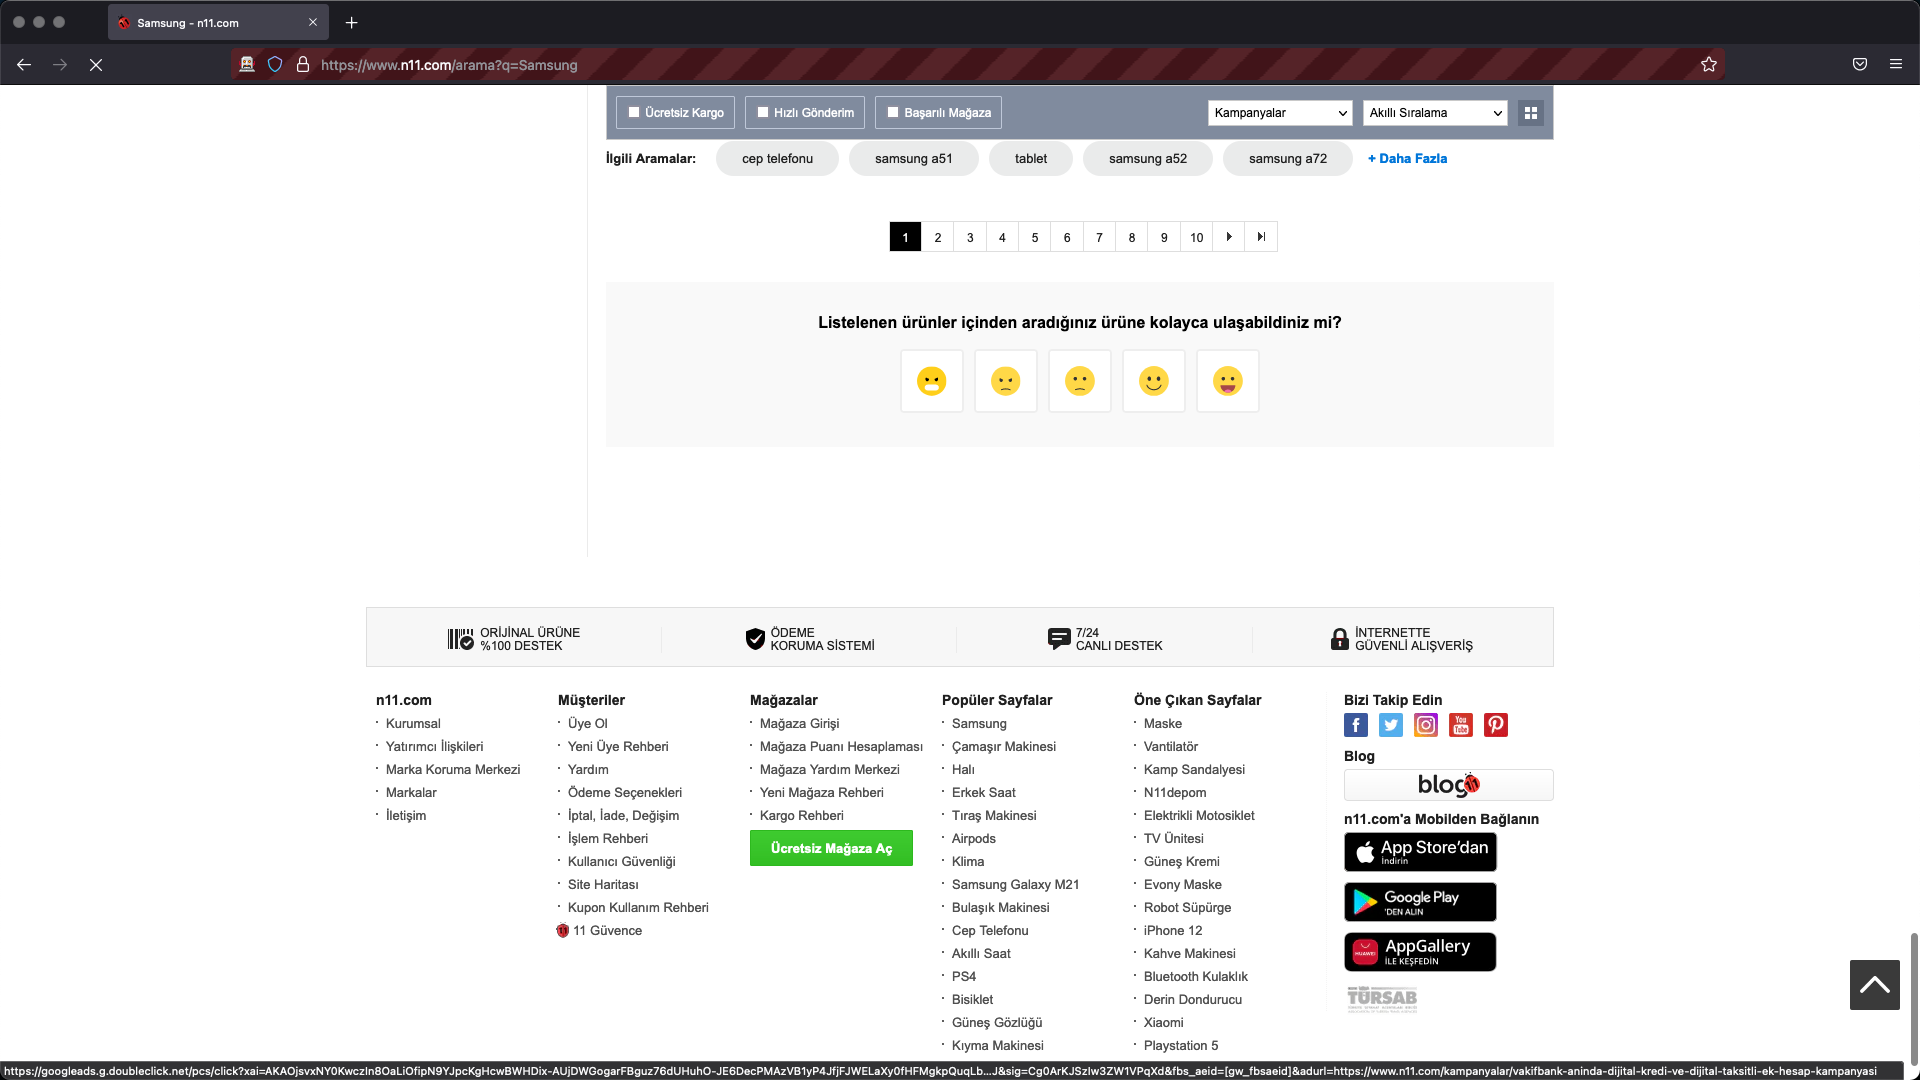 Samsung - n11.com
https://www.n11.com/arama?q=Samsung
Ücretsiz Kargo
Hızlı Gönderim
Başarılı Mağaza
Kampanyalar
Akıllı Sıralama
İlgili Aramalar:
cep telefonu
samsung a51
tablet
samsung a52
samsung a72
+ Daha Fazla
1 2 3 4 5 6 7 8 9 10
Listelenen ürünler içinden aradığınız ürüne kolayca ulaşabildiniz mi?
ORİJİNAL ÜRÜNE
%100 DESTEK
ÖDEME
KORUMA SİSTEMİ
7/24
CANLI DESTEK
İNTERNETTE
GÜVENLİ ALIŞVERİŞ
n11.com
Kurumsal
Yatırımcı İlişkileri
Marka Koruma Merkezi
Markalar
İletişim
Müşteriler
Üye Ol
Yeni Üye Rehberi
Yardım
Ödeme Seçenekleri
İptal, İade, Değişim
İşlem Rehberi
Kullanıcı Güvenliği
Site Haritası
Kupon Kullanım Rehberi
11 Güvence
Mağazalar
Mağaza Girişi
Mağaza Puanı Hesaplaması
Mağaza Yardım Merkezi
Yeni Mağaza Rehberi
Kargo Rehberi
Ücretsiz Mağaza Aç
Popüler Sayfalar
Samsung
Çamaşır Makinesi
Halı
Erkek Saat
Tıraş Makinesi
Airpods
Klima
Samsung Galaxy M21
Bulaşık Makinesi
Cep Telefonu
Akıllı Saat
PS4
Bisiklet
Güneş Gözlüğü
Kıyma Makinesi
Öne Çıkan Sayfalar
Maske
Vantilatör
Kamp Sandalyesi
N11depom
Elektrikli Motosiklet
TV Ünitesi
Güneş Kremi
Evony Maske
Robot Süpürge
iPhone 12
Kahve Makinesi
Bluetooth Kulaklık
Derin Dondurucu
Xiaomi
Playstation 5
Bizi Takip Edin
You Tube
Blog
blog
n11.com'a Mobilden Bağlanın
App Store'dan
İndirin
Google Play
'DEN ALIN
HUAWEI
AppGallery
İLE KEŞFEDİN
TÜRSAB
https://googleads.g.doubleclick.net/pcs/click?xai=AKAOjsvxNY0KwczIn8OaLiOfipN9YJpcKgHcwBWHDix-AUjDWGogarFBguz76dUHuhO-JE6DecPMAzVB1yP4JfjFJWELaXy0fHFMgkpQuqLb...J&sig=Cg0ArKJSzIw3ZW1VPqXd&fbs_aeid=[gw_fbsaeid]&adurl=https://www.n11.com/kampanyalar/vakifbank-aninda-dijital-kredi-ve-dijital-taksitli-ek-hesap-kampanyasi